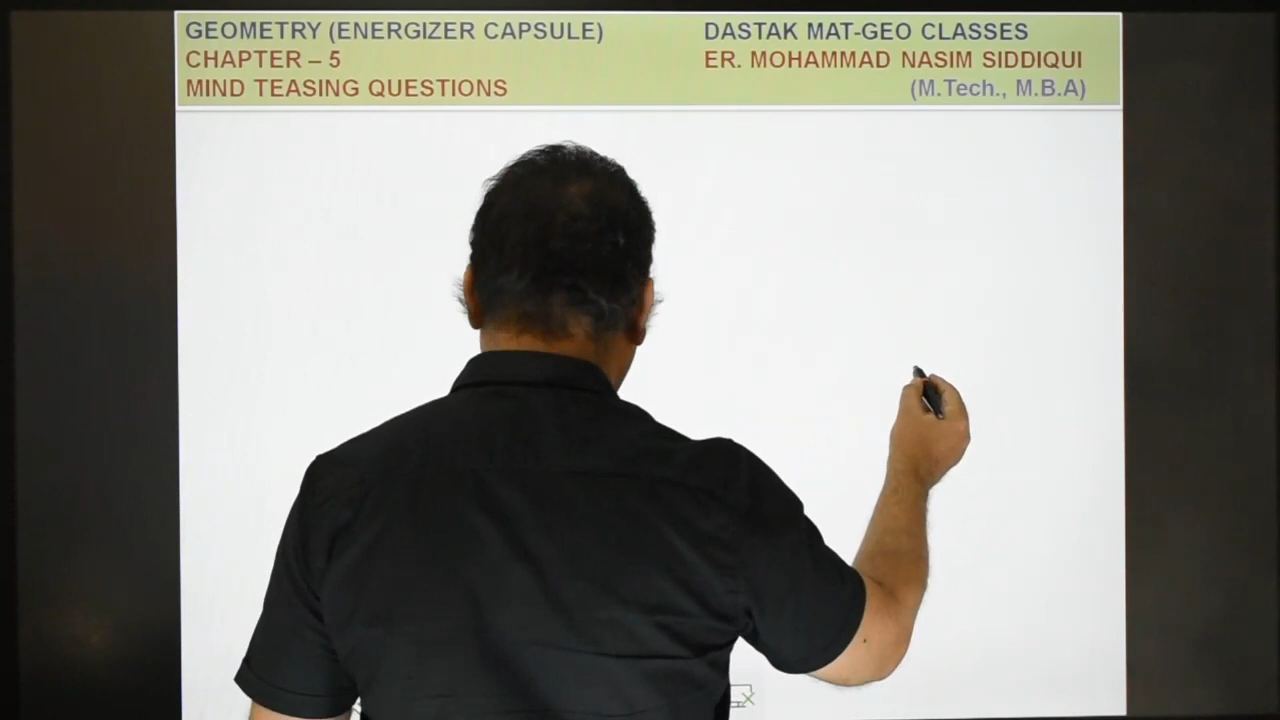 GEOMETRY (ENERGIZER CAPSULE)
CHAPTER – 5
MIND TEASING QUESTIONS
DASTAK MAT-GEO CLASSES
ER. MOHAMMAD NASIM SIDDIQUI
(M.Tech., M.B.A)